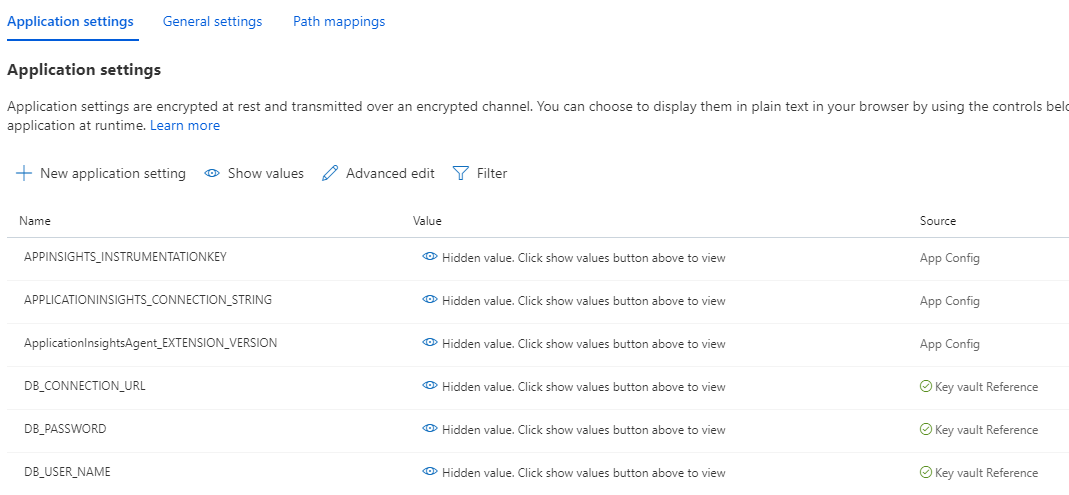 Application settings General settings Path mappings
Application settings
Application settings are encrypted at rest and transmitted over an encrypted channel. You can choose to display them in plain text in your browser by using the controls belo
application at runtime. Learn more
New application setting Show values Advanced edit Filter
Name Value Source
APPINSIGHTS_INSTRUMENTATIONKEY Hidden value. Click show values button above to view App Config
APPLICATIONINSIGHTS_CONNECTION_STRING Hidden value. Click show values button above to view App Config
ApplicationInsightsAgent_EXTENSION_VERSION Hidden value. Click show values button above to view App Config
DB_CONNECTION_URL Hidden value. Click show values button above to view Key vault Reference
DB_PASSWORD Hidden value. Click show values button above to view Key vault Reference
DB_USER_NAME Hidden value. Click show values button above to view Key vault Reference